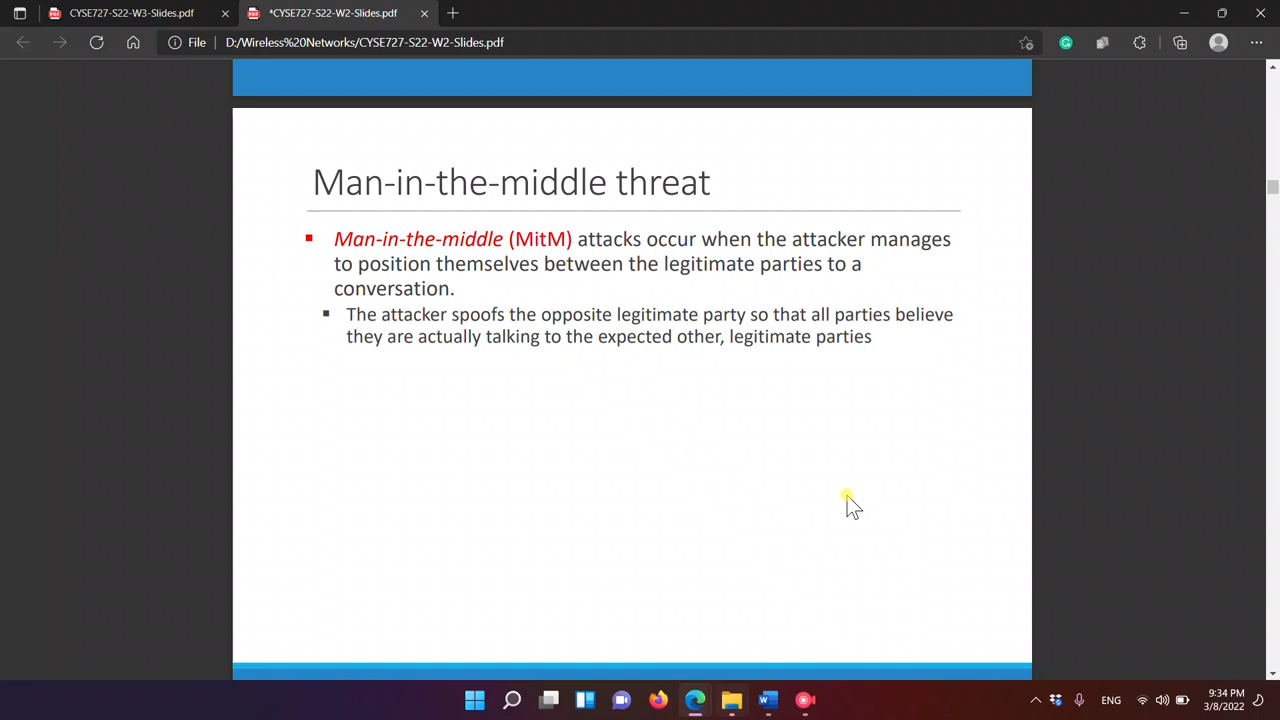 CYSE727-S22-W3-Slides.pdf
*CYSE727-S22-W2-Slides.pdf
File
D:/Wireless%20Networks/CYSE727-S22-W2-Slides.pdf
Man-in-the-middle threat
Man-in-the-middle (MitM) attacks occur when the attacker manages
to position themselves between the legitimate parties to a
conversation.
The attacker spoofs the opposite legitimate party so that all parties believe
they are actually talking to the expected other, legitimate parties
ENG
9:34 PM
3/8/2022